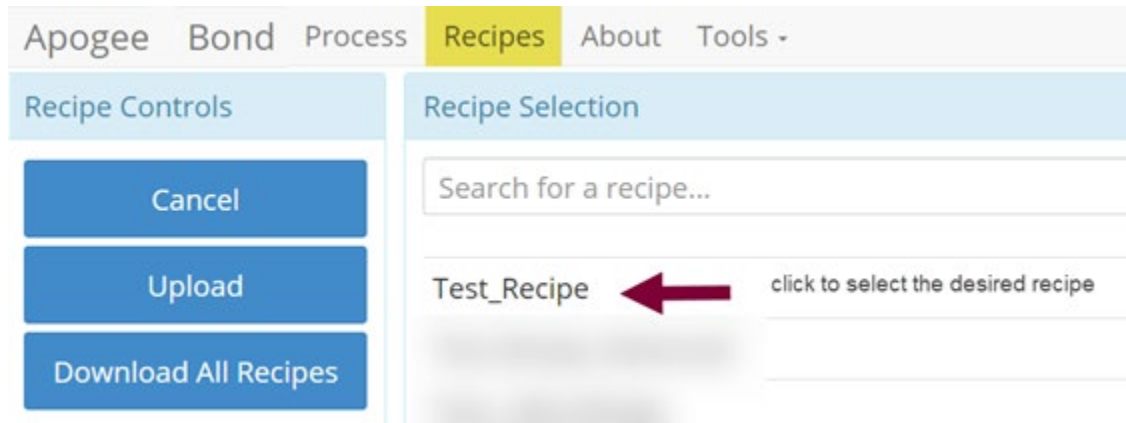 Apogee Bond Process Recipes About Tools
Recipe Controls
Recipe Selection
Cancel
Upload
Download All Recipes
Search for a recipe...
Test_Recipe
click to select the desired recipe